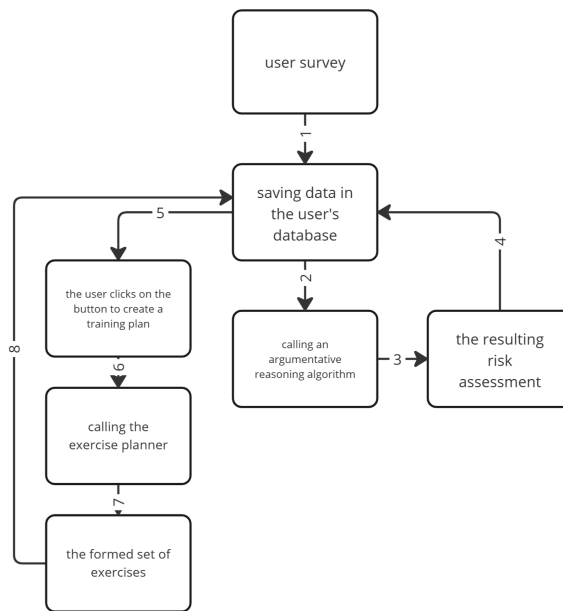 user survey
1
saving data in
the user's
database
5
2
4
the user clicks on the
button to create a
training plan
calling an
argumentative
reasoning algorithm
3
the resulting
risk
assessment
8
6
calling the
exercise planner
7
the formed set of
exercises